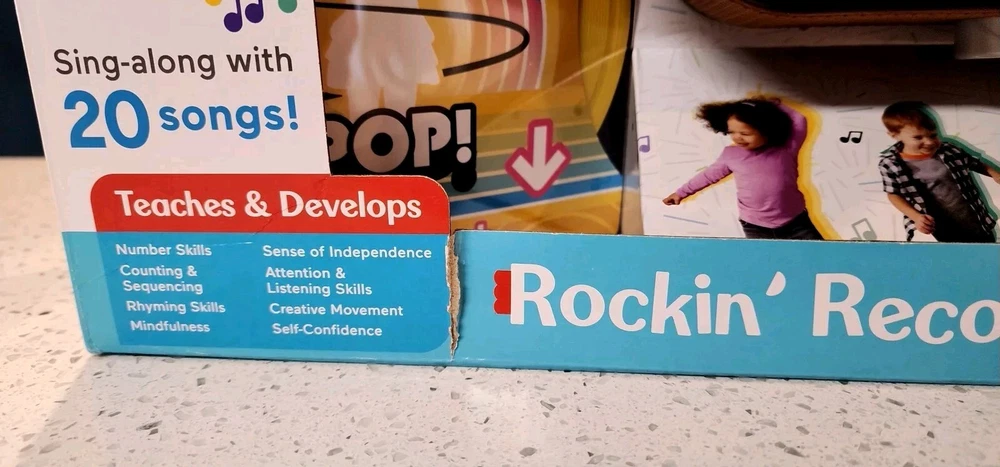 Sing-along with
20 songs!
POP!
Teaches & Develops
Number Skills
Counting &
Sequencing
Rhyming Skills
Mindfulness
Sense of Independence
Attention &
Listening Skills
Creative Movement
Self-Confidence
Rockin' Reco